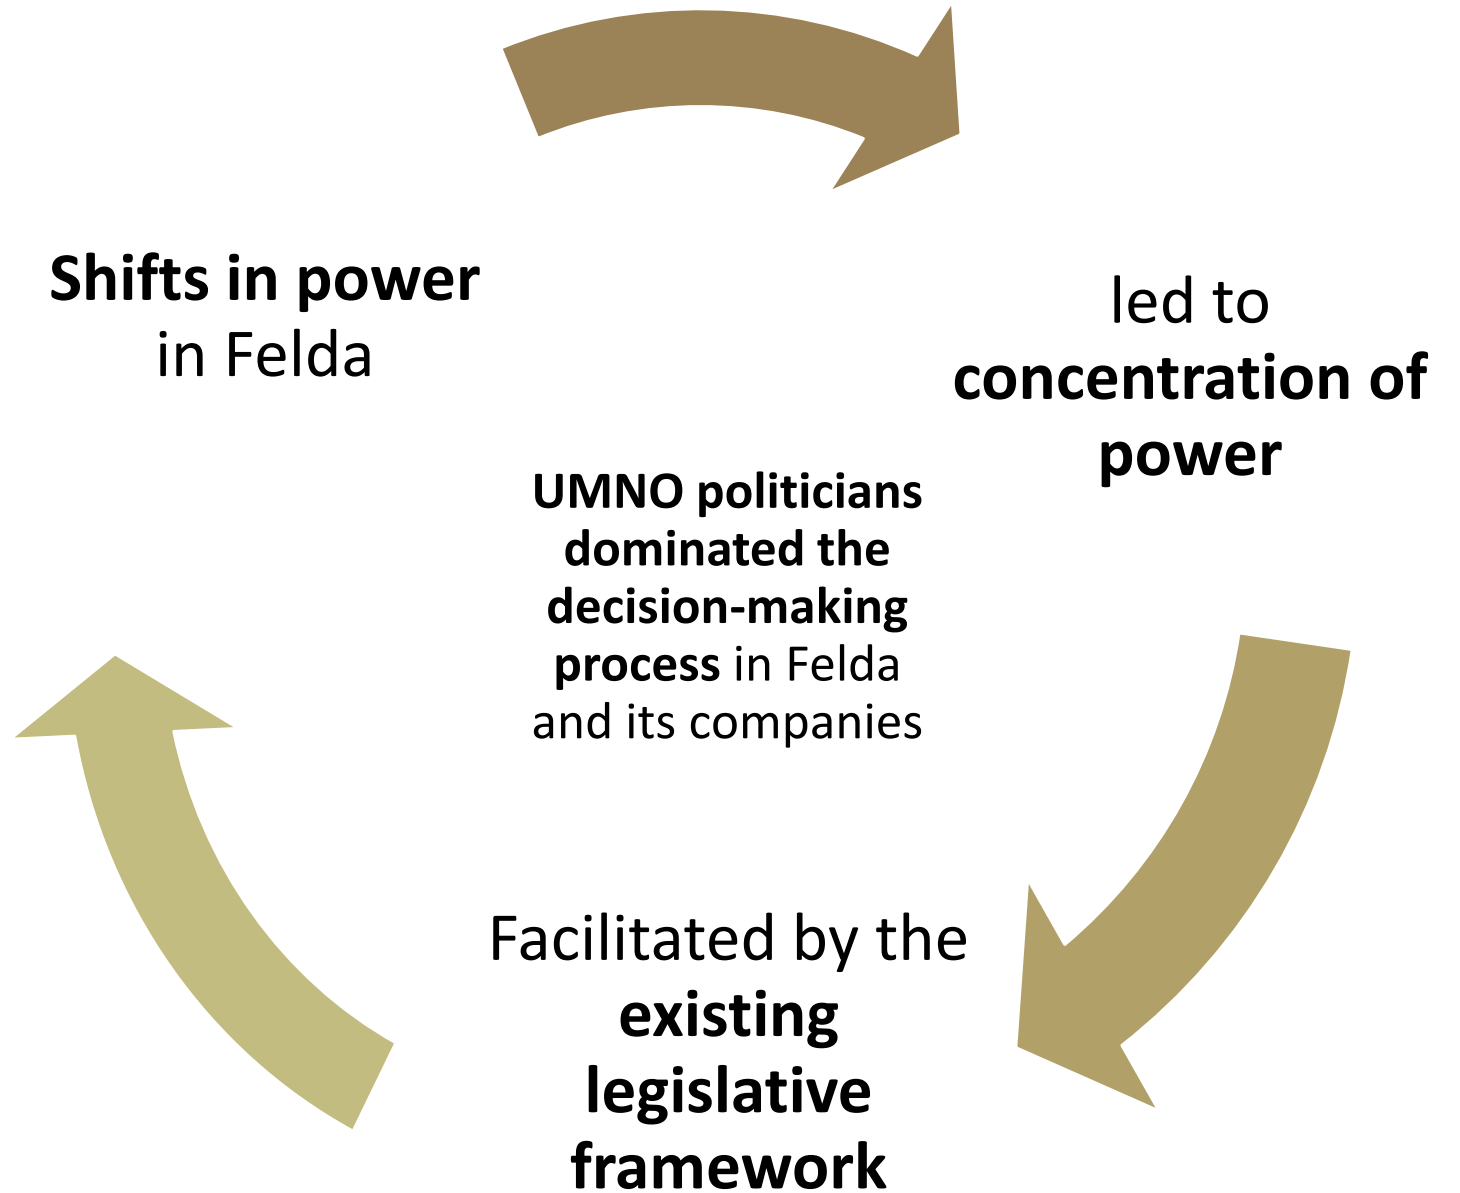 Shifts in power
in Felda
led to
concentration of
power
UMNO politicians
dominated the
decision-making
process in Felda
and its companies
Facilitated by the
existing
legislative
framework